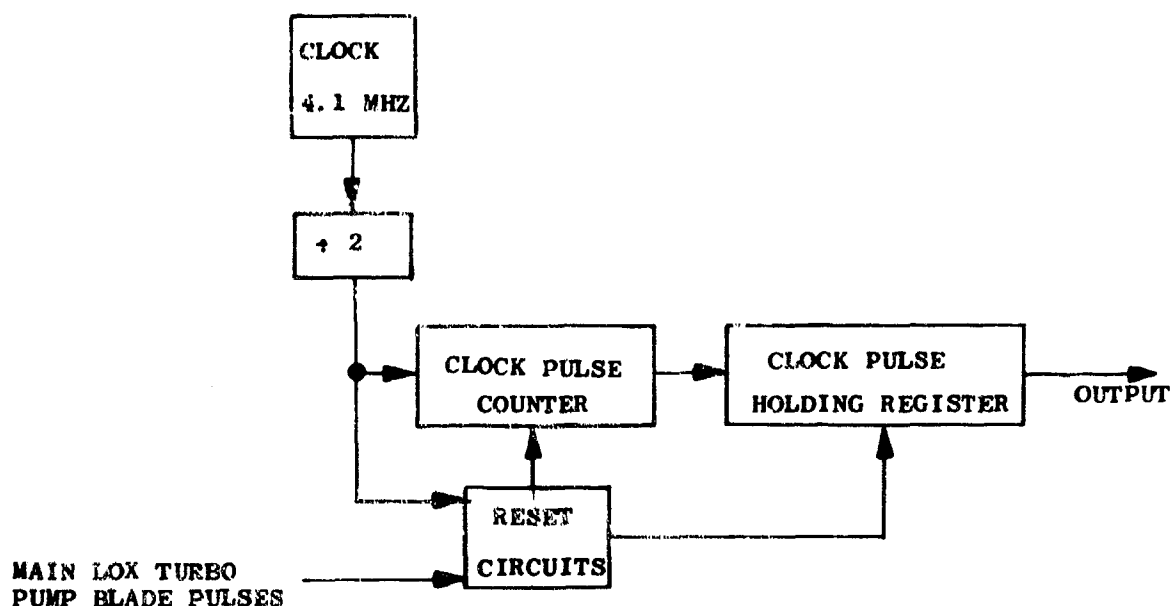 CLOCK
4.1 MHZ
÷ 2
CLOCK PULSE
COUNTER
CLOCK PULSE
HOLDING REGISTER
OUTPUT
RESET
CIRCUITS
MAIN LOX TURBO
PUMP BLADE PULSES